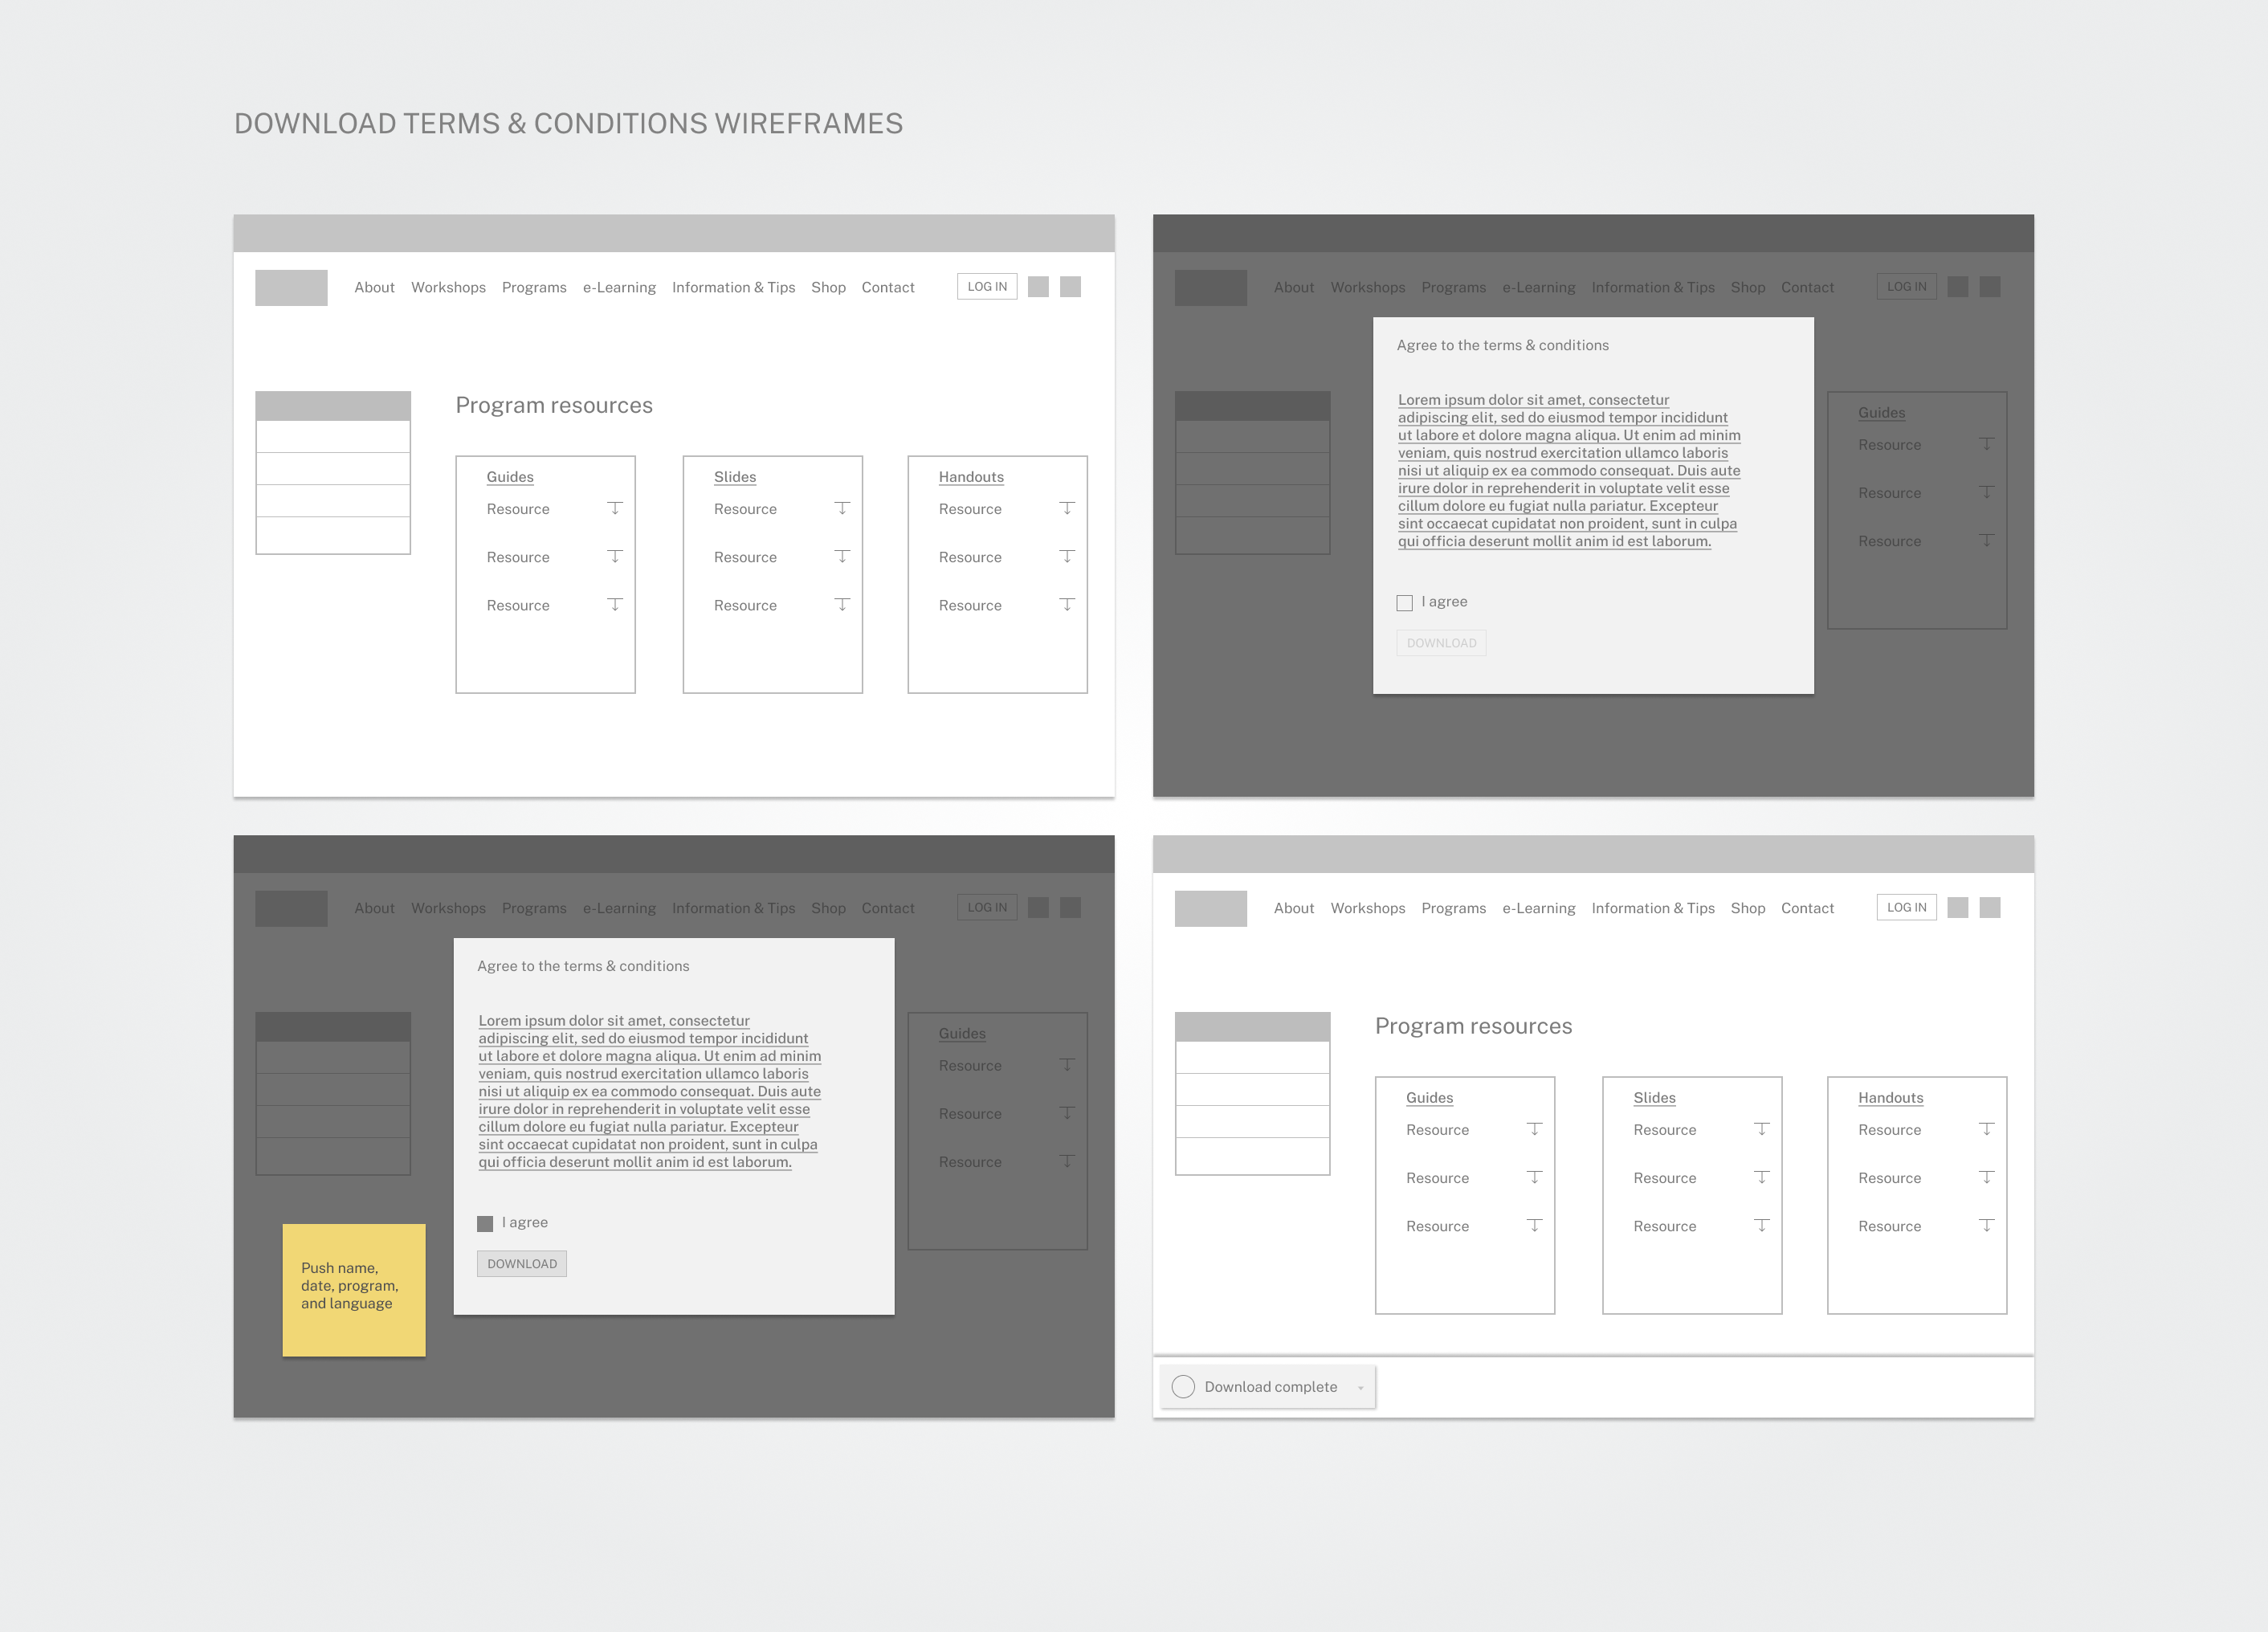 DOWNLOAD TERMS & CONDITIONS WIREFRAMES
About Workshops Programs e-Learning Information & Tips Shop Contact LOG IN
Program resources
Guides
Resource
Resource
Resource
Slides
Resource
Resource
Resource
Handouts
Resource
Resource
Resource
About Workshops Programs e-Learning Information & Tips Shop Contact LOG IN
Agree to the terms & conditions
Lorem ipsum dolor sit amet, consectetur
adipiscing elit, sed do eiusmod tempor incididunt
ut labore et dolore magna aliqua. Ut enim ad minim
veniam, quis nostrud exercitation ullamco laboris
nisi ut aliquip ex ea commodo consequat. Duis aute
irure dolor in reprehenderit in voluptate velit esse
cillum dolore eu fugiat nulla pariatur. Excepteur
sint occaecat cupidatat non proident, sunt in culpa
qui officia deserunt mollit anim id est laborum.
I agree
DOWNLOAD
Guides
Resource
Resource
Resource
About Workshops Programs e-Learning Information & Tips Shop Contact LOG IN
Agree to the terms & conditions
Lorem ipsum dolor sit amet, consectetur
adipiscing elit, sed do eiusmod tempor incididunt
ut labore et dolore magna aliqua. Ut enim ad minim
veniam, quis nostrud exercitation ullamco laboris
nisi ut aliquip ex ea commodo consequat. Duis aute
irure dolor in reprehenderit in voluptate velit esse
cillum dolore eu fugiat nulla pariatur. Excepteur
sint occaecat cupidatat non proident, sunt in culpa
qui officia deserunt mollit anim id est laborum.
I agree
DOWNLOAD
Guides
Resource
Resource
Resource
Push name,
date, program,
and language
About Workshops Programs e-Learning Information & Tips Shop Contact LOG IN
Program resources
Guides
Resource
Resource
Resource
Slides
Resource
Resource
Resource
Handouts
Resource
Resource
Resource
Download complete